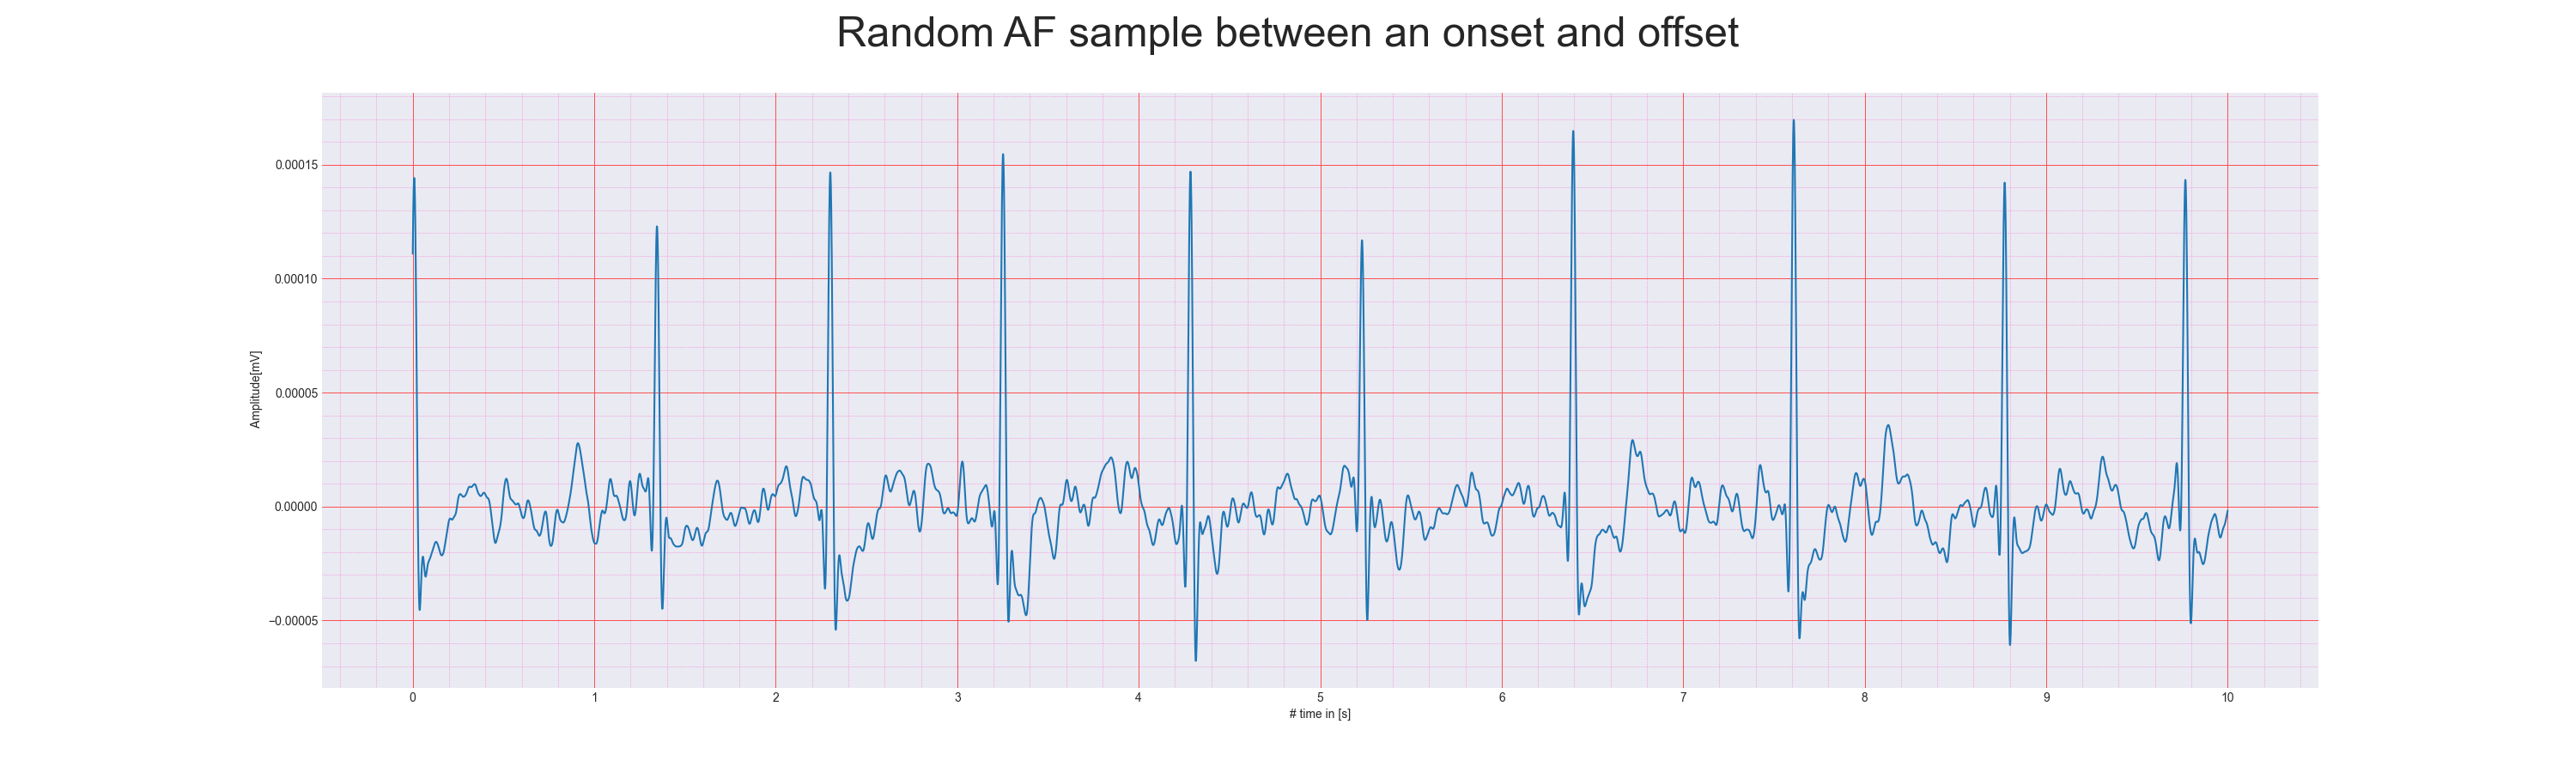 Random AF sample between an onset and offset
0.00015
0.00010
0.00005
0.00000
−0.00005
Amplitude[mV]
0 1 2 3 4 5 6 7 8 9 10
# time in [s]